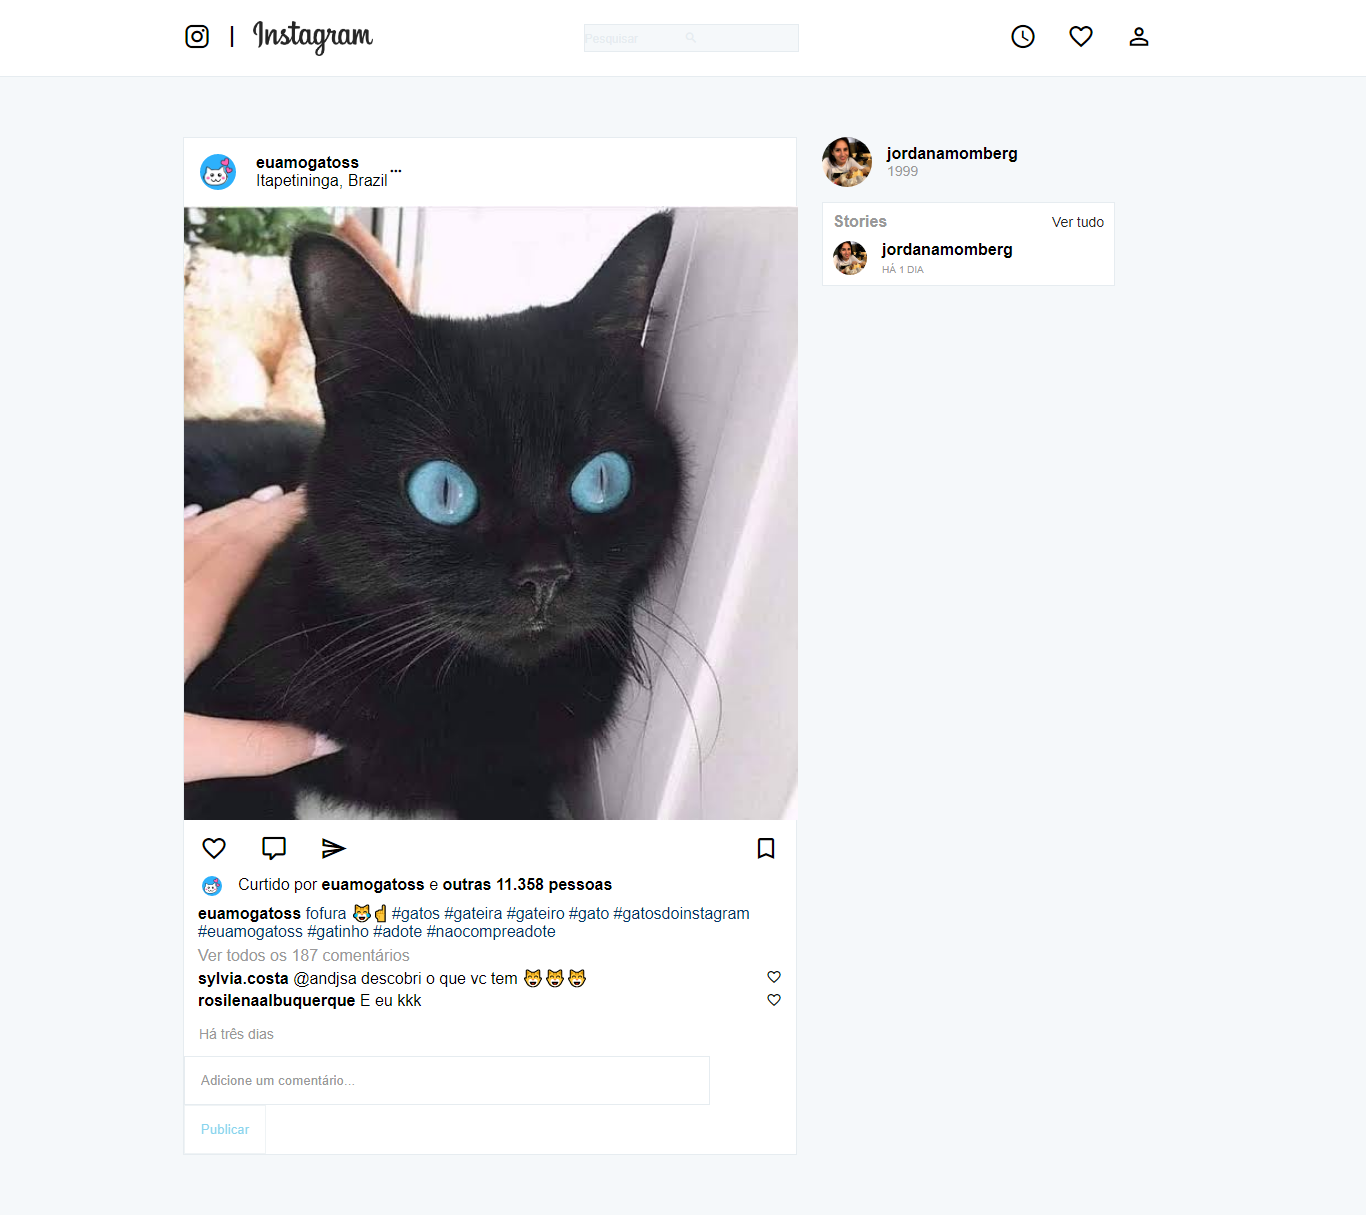 Instagram
Pesquisar
euamogatoss
Itapetininga, Brazil
...
jordanamomberg
1999
Stories
Ver tudo
jordanamomberg
HÁ 1 DIA
Curtido por euamogatoss e outras 11.358 pessoas
euamogatoss fofura 😹☝ #gatos #gateira #gateiro #gato #gatosdoinstagram
#euamogatoss #gatinho #adote #naocompreadote
Ver todos os 187 comentários
sylvia.costa @andjsa descobri o que vc tem 😹😹😹
rosilenaalbuquerque E eu kkk
Há três dias
Adicione um comentário...
Publicar